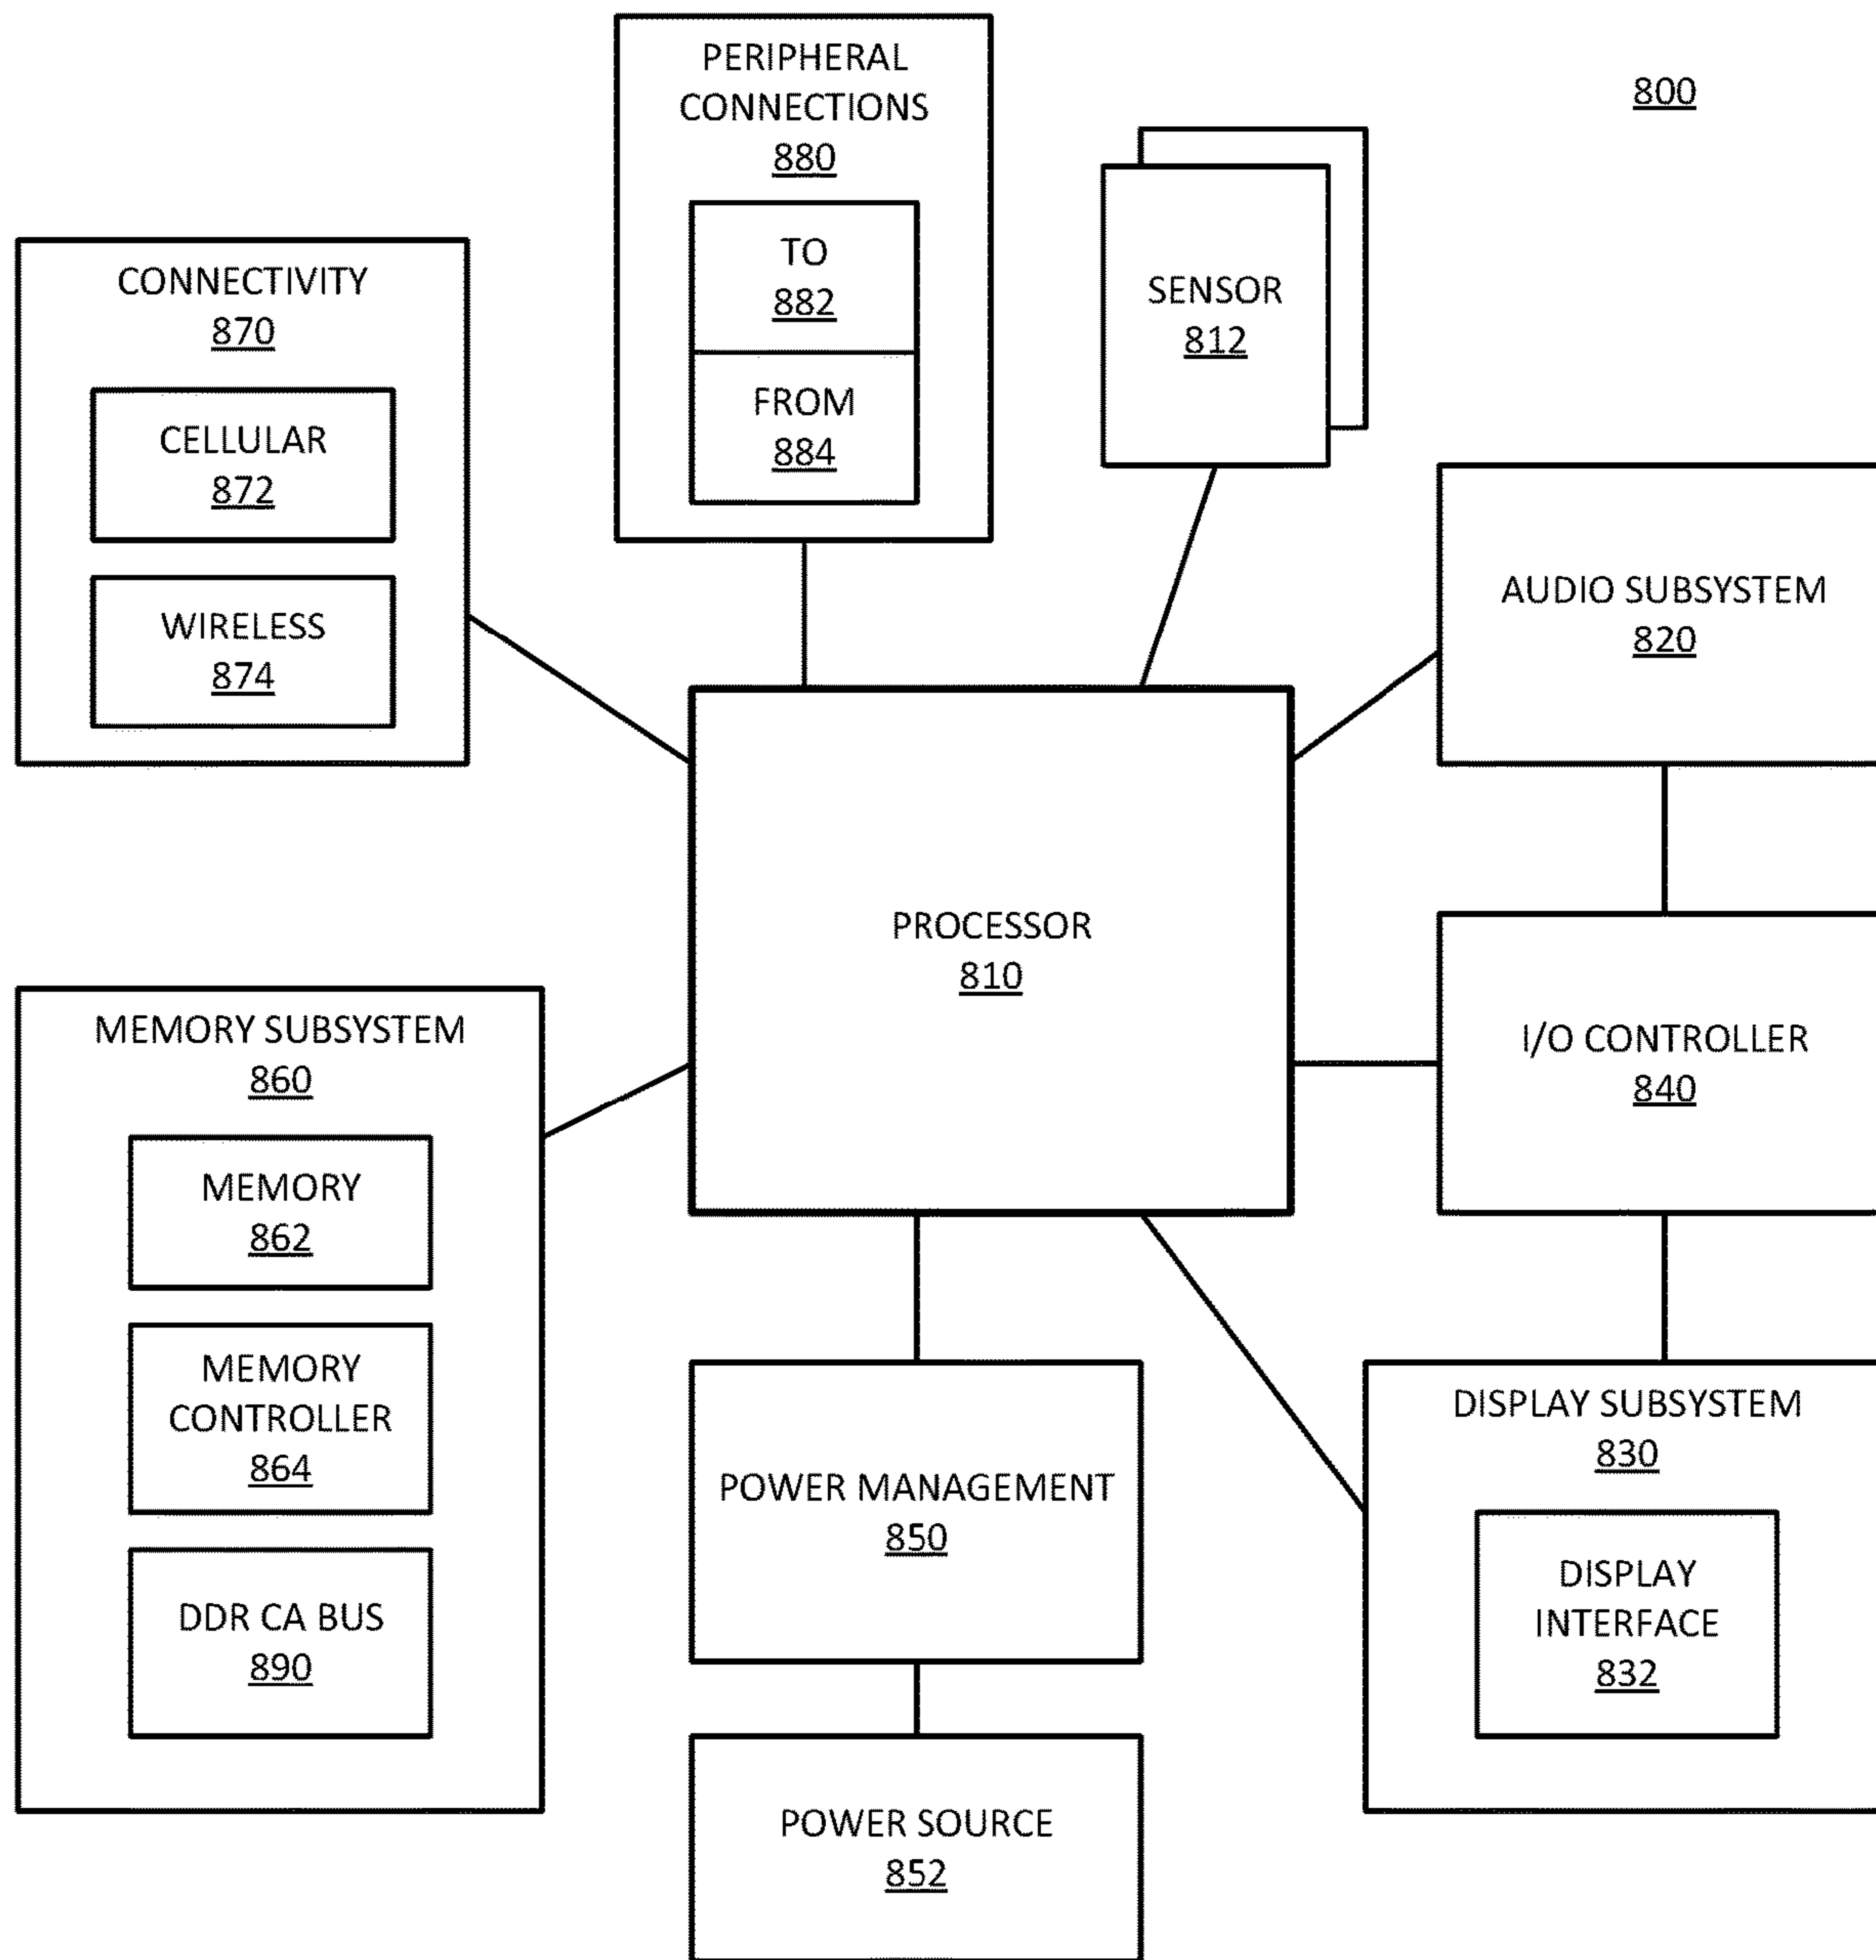 PERIPHERAL
CONNECTIONS
880
TO
882
FROM
884
800
SENSOR
812
CONNECTIVITY
870
CELLULAR
872
WIRELESS
874
AUDIO SUBSYSTEM
820
PROCESSOR
810
I/O CONTROLLER
840
MEMORY SUBSYSTEM
860
MEMORY
862
MEMORY
CONTROLLER
864
DDR CA BUS
890
POWER MANAGEMENT
850
POWER SOURCE
852
DISPLAY SUBSYSTEM
830
DISPLAY
INTERFACE
832